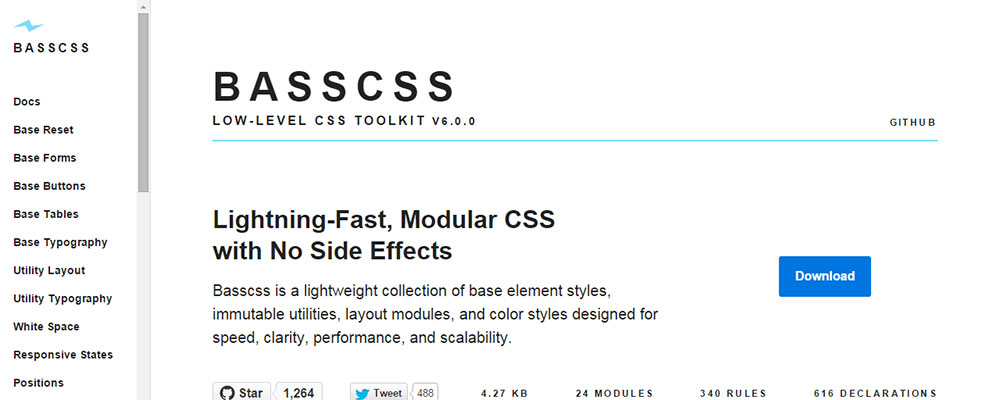 BASSCSS
Docs
Base Reset
Base Forms
Base Buttons
Base Tables
Base Typography
Utility Layout
Utility Typography
White Space
Responsive States
Positions
BASSCSS
LOW-LEVEL CSS TOOLKIT V6.0.0
GITHUB
Lightning-Fast, Modular CSS
with No Side Effects
Basscss is a lightweight collection of base element styles,
immutable utilities, layout modules, and color styles designed for
speed, clarity, performance, and scalability.
Download
Star 1,264 Tweet 488 4.27 KB 24 MODULES 340 RULES 616 DECLARATIONS